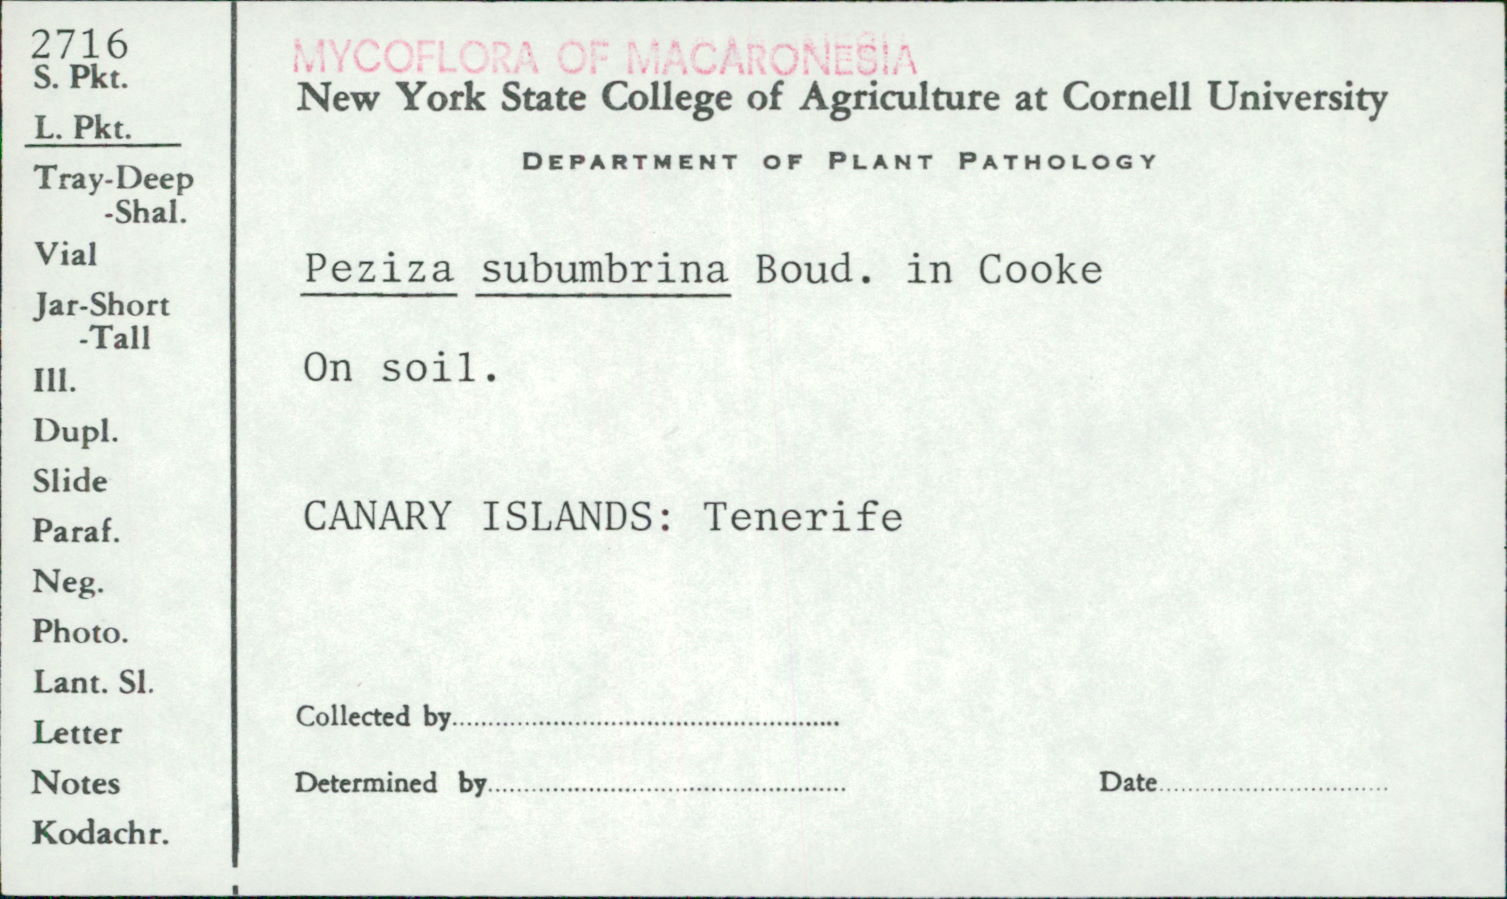 2716
S. Pkt.
L. Pkt.
Tray-Deep
-Shal.
Vial
Jar-Short
-Tall
Ill.
Dupl.
Slide
Paraf.
Neg.
Photo.
Lant. Sl.
Letter
Notes
Kodachr.
MYCOFLORA OF MACARONESIA
New York State College of Agriculture at Cornell University
DEPARTMENT OF PLANT PATHOLOGY
Peziza subumbrina Boud. in Cooke
On soil.
CANARY ISLANDS: Tenerife
Collected by
Determined by
Date